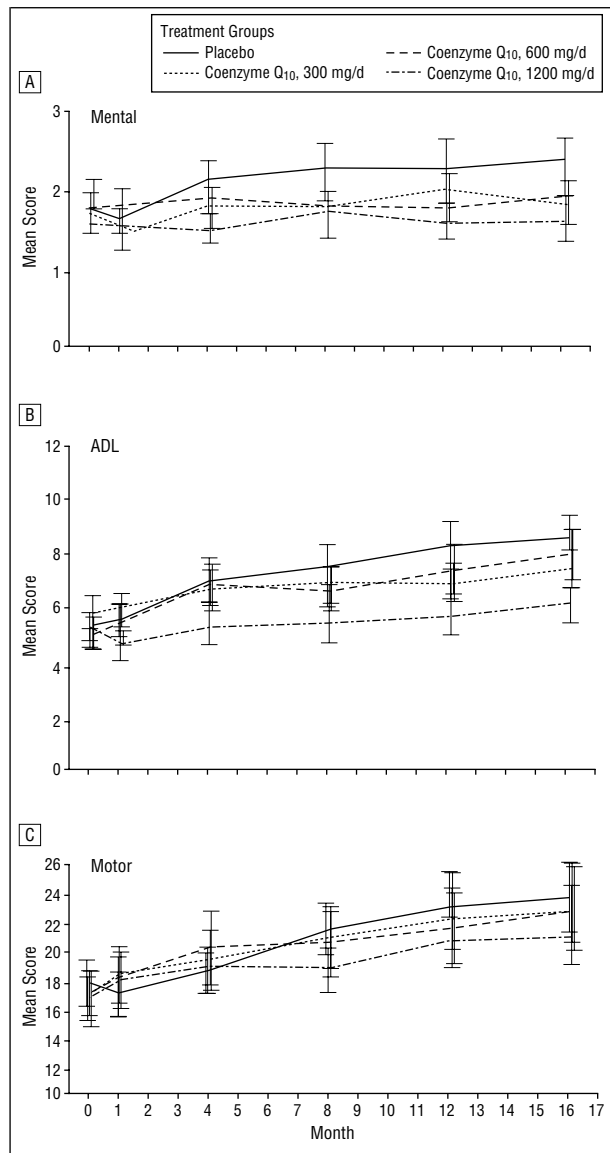 Treatment Groups
Placebo
Coenzyme Q10, 600 mg/d
Coenzyme Q10, 300 mg/d
Coenzyme Q10, 1200 mg/d
A
Mental
3
2
1
0
Mean Score
B
ADL
12
10
8
6
4
2
0
Mean Score
C
Motor
26
24
22
20
18
16
14
12
10
Mean Score
0 1 2 3 4 5 6 7 8 9 10 11 12 13 14 15 16 17
Month